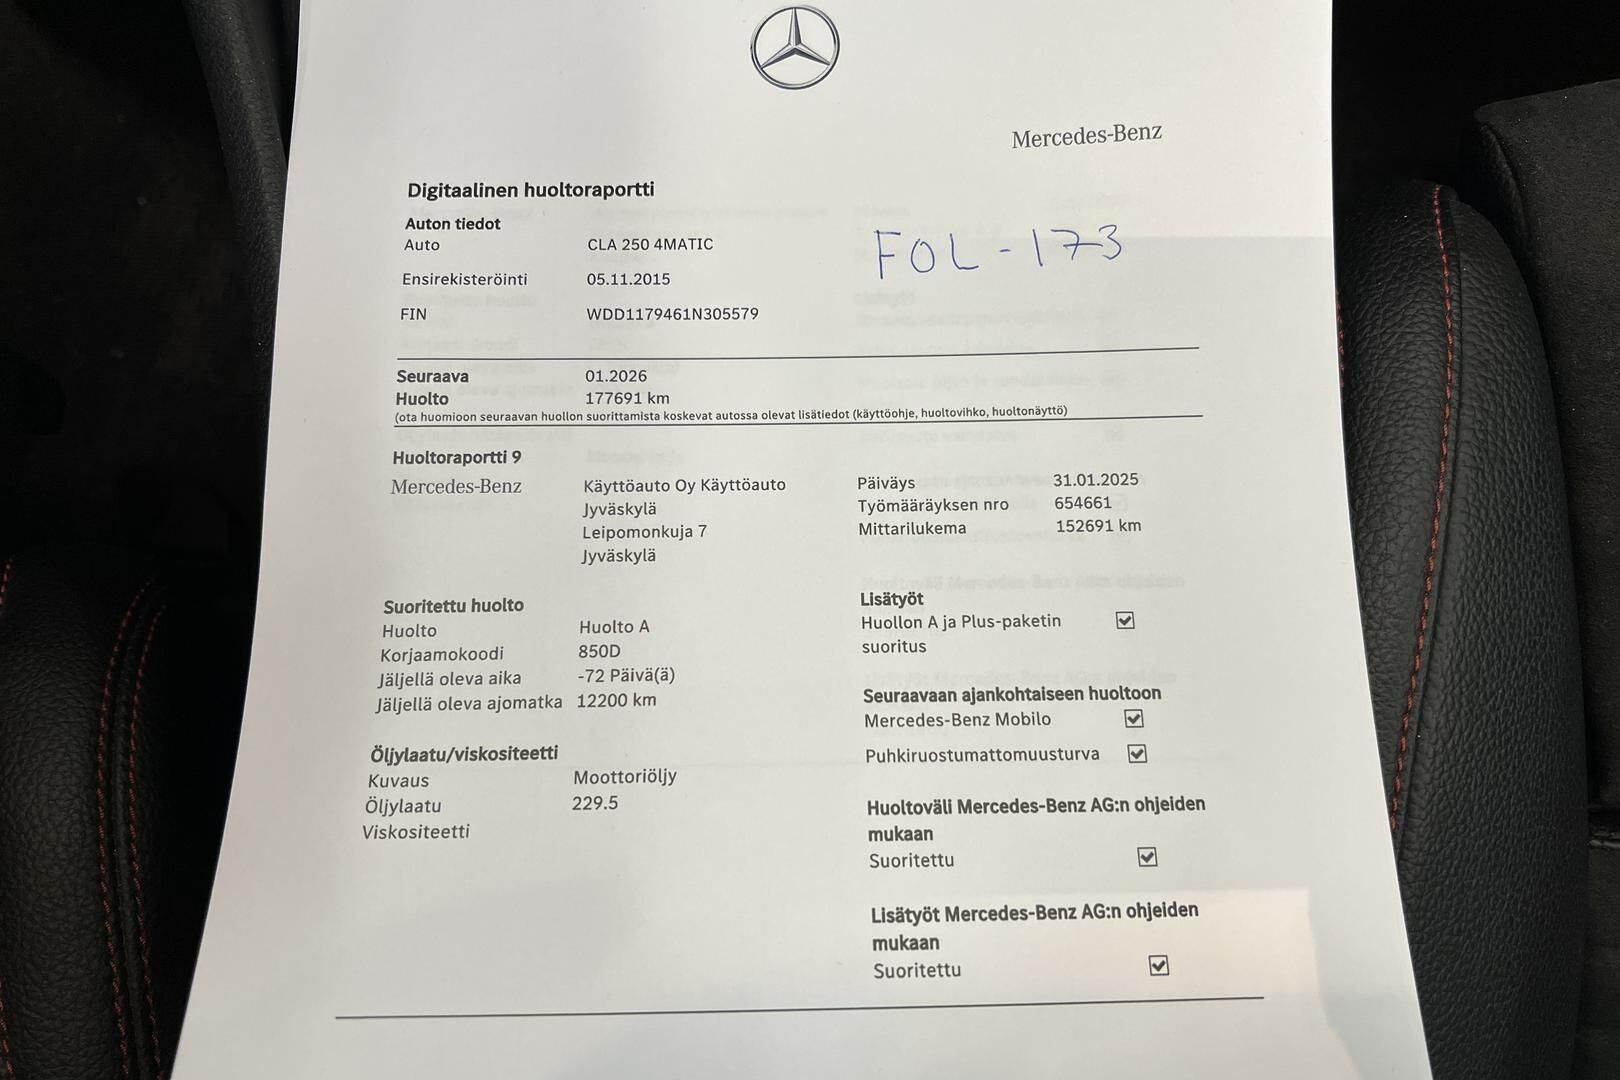 Mercedes-Benz
Digitaalinen huoltoraportti
Auton tiedot
Auto CLA 250 4MATIC
FOL-173
Ensirekisteröinti 05.11.2015
FIN WDD1179461N305579
Seuraava 01.2026
Huolto 177691 km
(ota huomioon seuraavan huollon suorittamista koskevat autossa olevat lisätiedot (käyttöohje, huoltovihko, huoltonäyttö)
Huoltoraportti 9
Mercedes-Benz Käyttöauto Oy Käyttöauto
Jyväskylä
Leipomonkuja 7
Jyväskylä
Päiväys 31.01.2025
Työmääräyksen nro 654661
Mittarilukema 152691 km
Suoritettu huolto
Huolto Huolto A
Korjaamokoodi 850D
Jäljellä oleva aika -72 Päivä(ä)
Jäljellä oleva ajomatka 12200 km
Öljylaatu/viskositeetti
Kuvaus Moottoriöljy
Öljylaatu 229.5
Viskositeetti
Lisätyöt
Huollon A ja Plus-paketin
suoritus
Seuraavaan ajankohtaiseen huoltoon
Mercedes-Benz Mobilo
Puhkiruostumattomuusturva
Huoltoväli Mercedes-Benz AG:n ohjeiden
mukaan
Suoritettu
Lisätyöt Mercedes-Benz AG:n ohjeiden
mukaan
Suoritettu